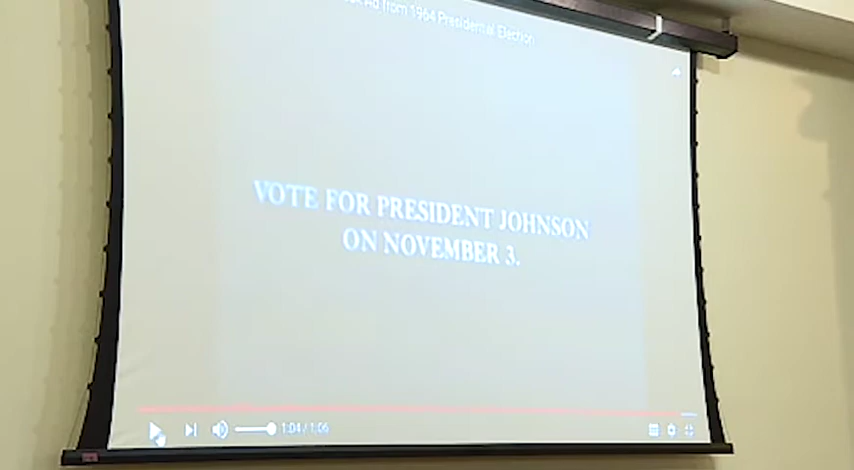 Ad from 1964 Presidential Election
VOTE FOR PRESIDENT JOHNSON
ON NOVEMBER 3.
1:04 / 1:06